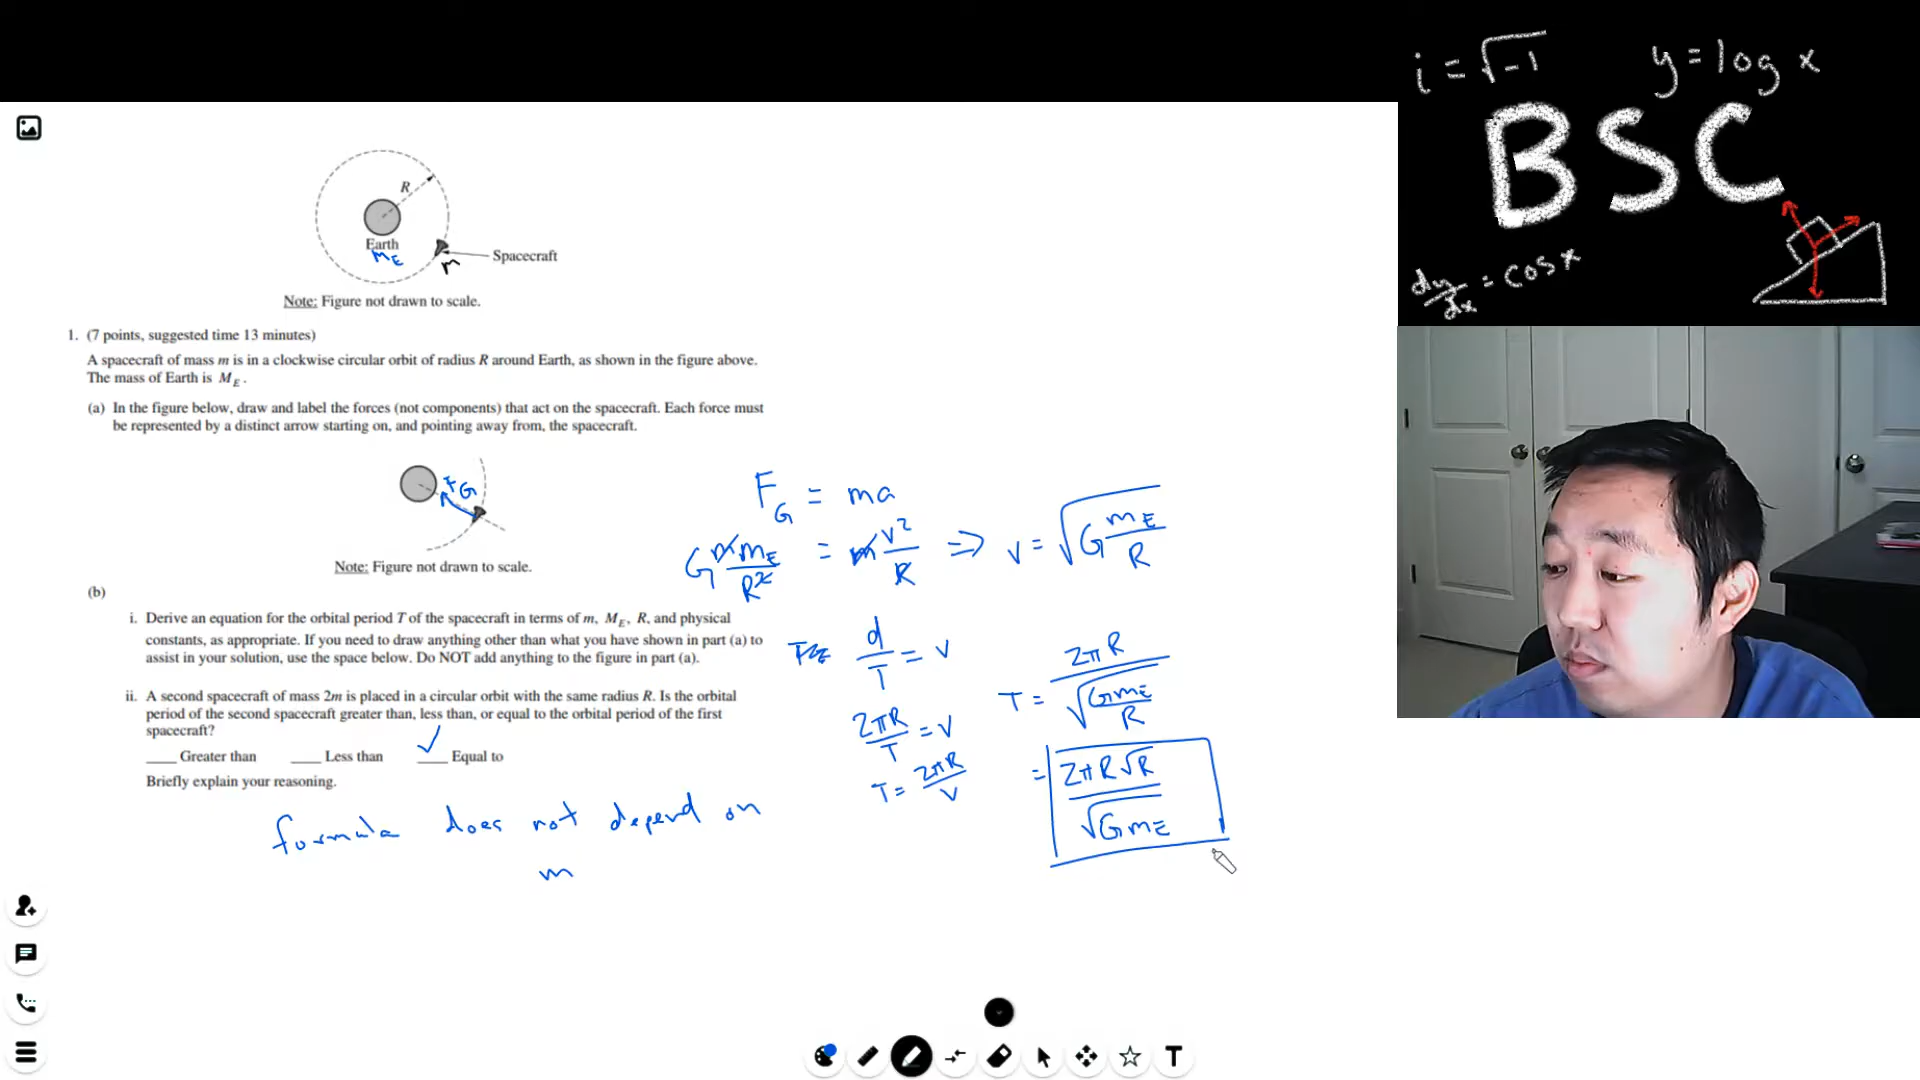 i = √-1
y = log x
BSC
dy/dx = cos x
R
Earth
M_E
m
Spacecraft
Note: Figure not drawn to scale.
1. (7 points, suggested time 13 minutes)
A spacecraft of mass m is in a clockwise circular orbit of radius R around Earth, as shown in the figure above.
The mass of Earth is M_E.
(a) In the figure below, draw and label the forces (not components) that act on the spacecraft. Each force must
be represented by a distinct arrow starting on, and pointing away from, the spacecraft.
F_G
Note: Figure not drawn to scale.
(b)
i. Derive an equation for the orbital period T of the spacecraft in terms of m, M_E, R, and physical
constants, as appropriate. If you need to draw anything other than what you have shown in part (a) to
assist in your solution, use the space below. Do NOT add anything to the figure in part (a).
ii. A second spacecraft of mass 2m is placed in a circular orbit with the same radius R. Is the orbital
period of the second spacecraft greater than, less than, or equal to the orbital period of the first
spacecraft?
____ Greater than ____ Less than ✓ ____ Equal to
Briefly explain your reasoning.
formula does not depend on
m
F_G = ma
G m m_E / R² = m v² / R ⇒ v = √(G m_E / R)
d / T = v
2πR / T = v
T = 2πR / v
T = 2πR / √(G m_E / R)
= 2πR√R / √(G m_E)
T